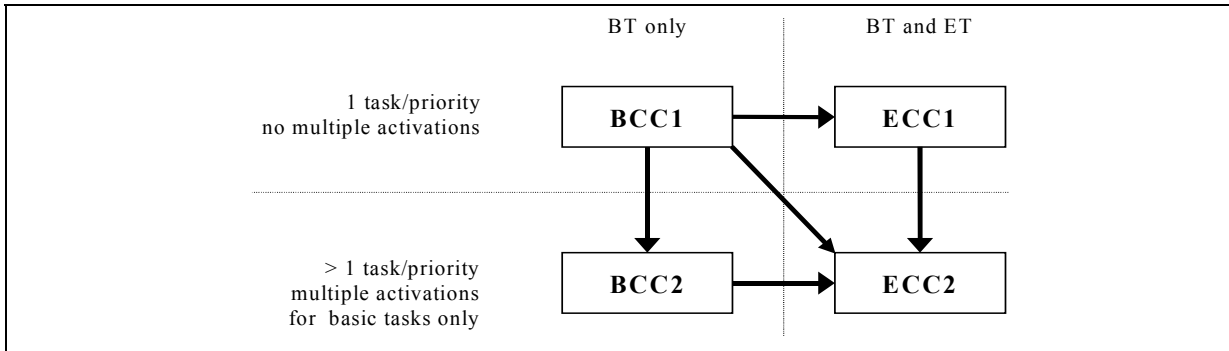 BT only
BT and ET
1 task/priority
no multiple activations
BCC1
ECC1
> 1 task/priority
multiple activations
for basic tasks only
BCC2
ECC2